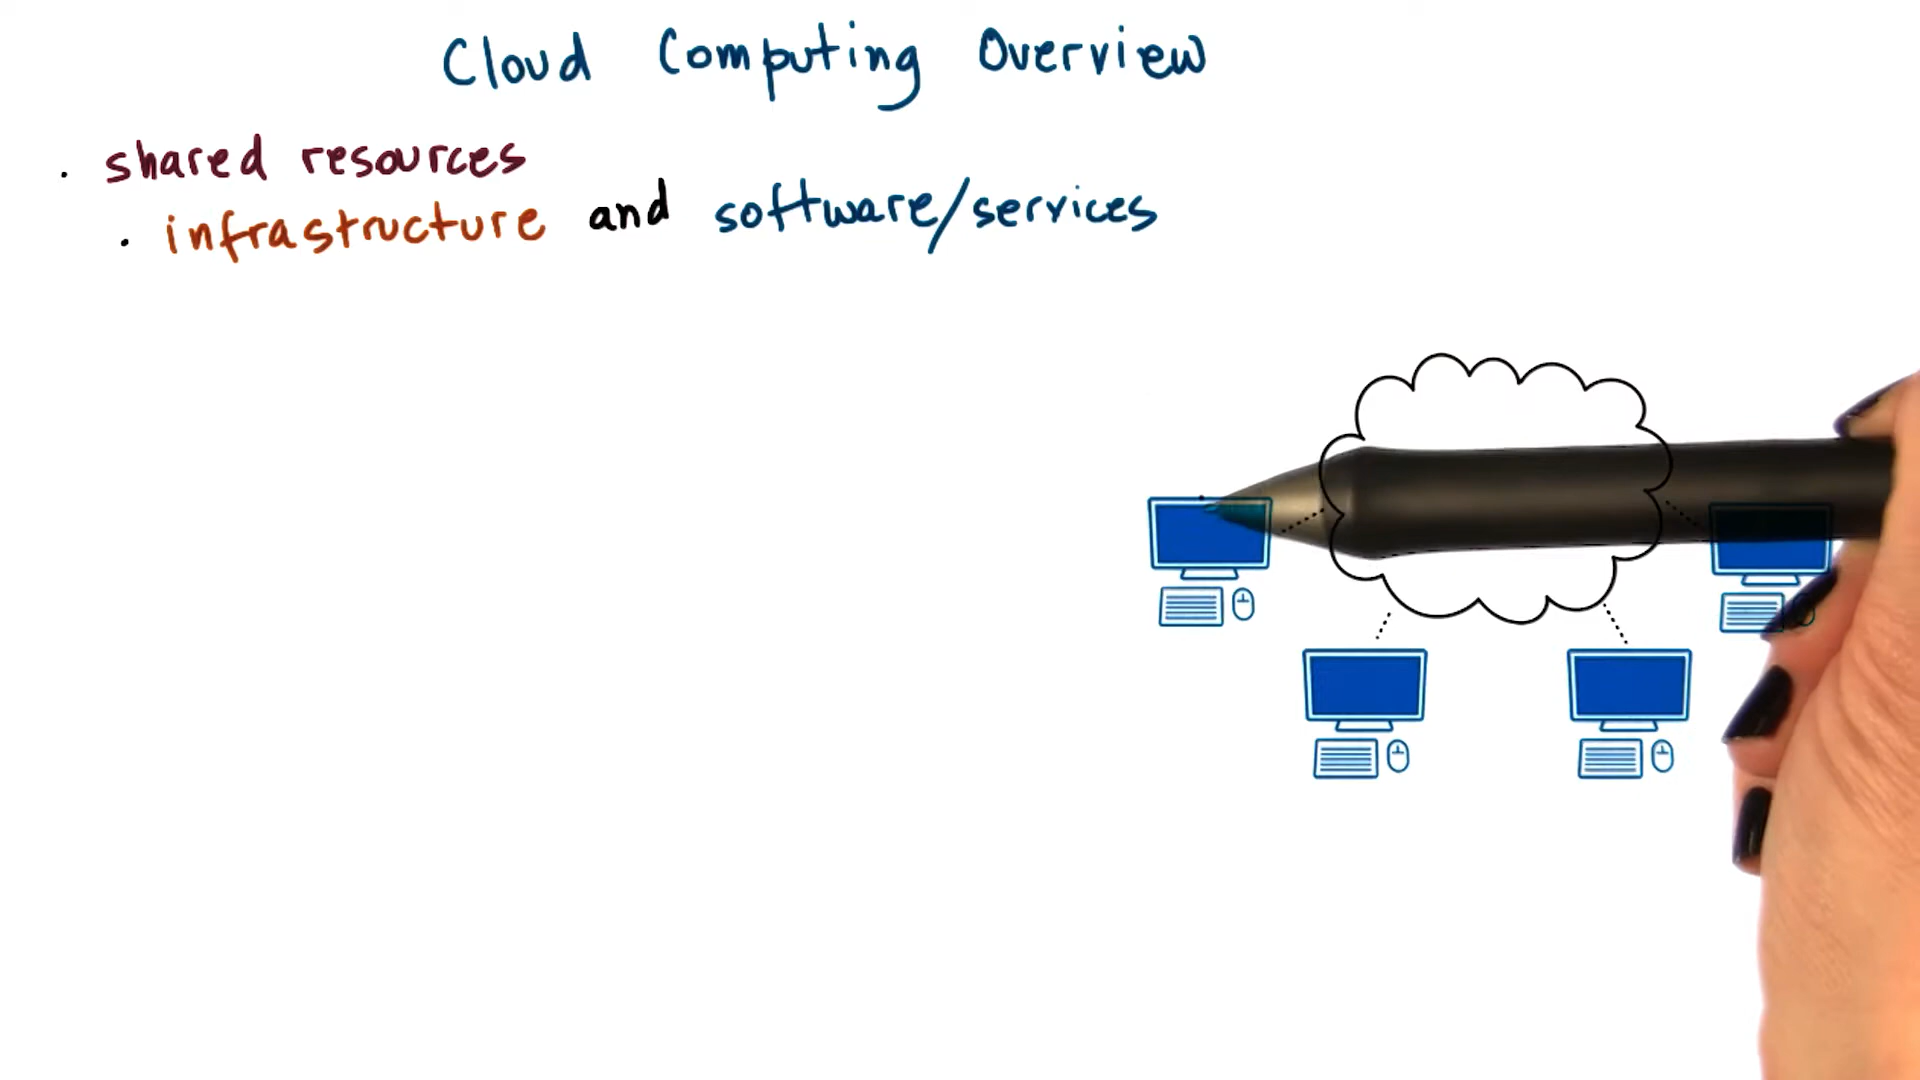 Cloud Computing Overview
. shared resources
. infrastructure and software/services